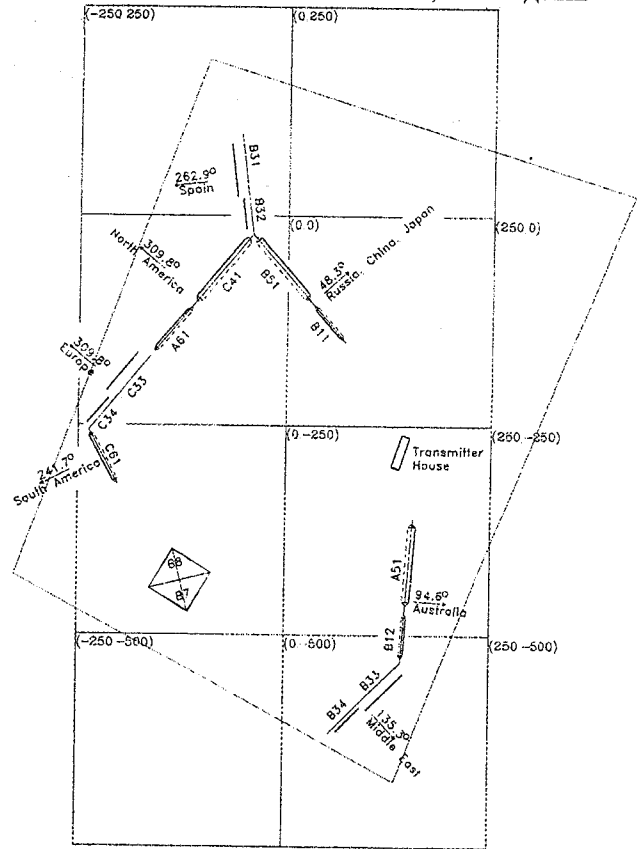 (-250 250)
(0 250)
B31
262.9°
Spain
B32
(0.0)
(250 0)
North America
309.8°
C41
B51
48.3°
Russia, China, Japan
A61
B11
309.8°
Europe
C33
C34
(0 -250)
(250 -250)
C61
Transmitter
House
241.7°
South America
A51
68
87
94.6°
Australia
B12
(-250 -500)
(0 -500)
(250 -500)
B33
B34
135.3°
Middle East